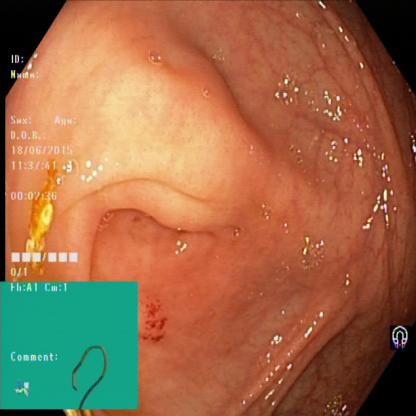 ID:
Name:
Sex: Age:
D.O.B.:
18/06/2015
11:37:41
00:02:36
0/1
Eh:A1 Cm:1
Comment: